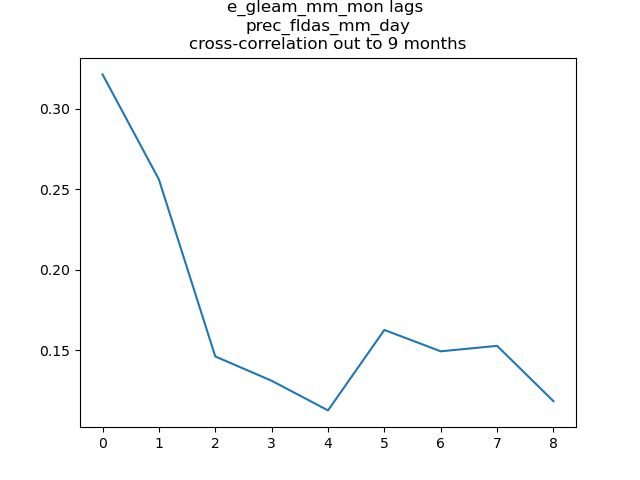 e_gleam_mm_mon lags
prec_fldas_mm_day
cross-correlation out to 9 months
0.30
0.25
0.20
0.15
0 1 2 3 4 5 6 7 8